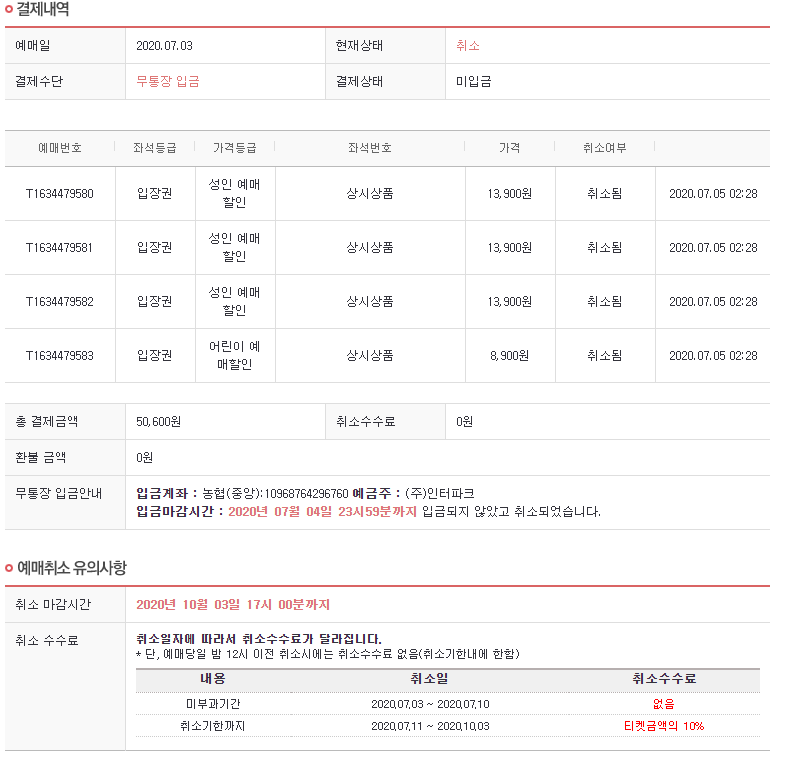 결제내역
예매일 2020.07.03 현재상태 취소
결제수단 무통장 입금 결제상태 미입금
예매번호 좌석등급 가격등급 좌석번호 가격 취소여부
T1634479580 입장권 성인 예매 할인 상시상품 13,900원 취소됨 2020.07.05 02:28
T1634479581 입장권 성인 예매 할인 상시상품 13,900원 취소됨 2020.07.05 02:28
T1634479582 입장권 성인 예매 할인 상시상품 13,900원 취소됨 2020.07.05 02:28
T1634479583 입장권 어린이 예 매할인 상시상품 8,900원 취소됨 2020.07.05 02:28
총 결제금액 50,600원 취소수수료 0원
환불 금액 0원
무통장 입금안내 입금계좌 : 농협(중앙):10968764296760 예금주 : (주)인터파크
입금마감시간 : 2020년 07월 04일 23시59분까지 입금되지 않았고 취소되었습니다.
예매취소 유의사항
취소 마감시간 2020년 10월 03일 17시 00분까지
취소 수수료 취소일자에 따라서 취소수수료가 달라집니다.
* 단, 예매당일 밤 12시 이전 취소시에는 취소수수료 없음(취소기한내에 한함)
내용 취소일 취소수수료
미부과기간 2020.07.03 ~ 2020.07.10 없음
취소기한까지 2020.07.11 ~ 2020.10.03 티켓금액의 10%